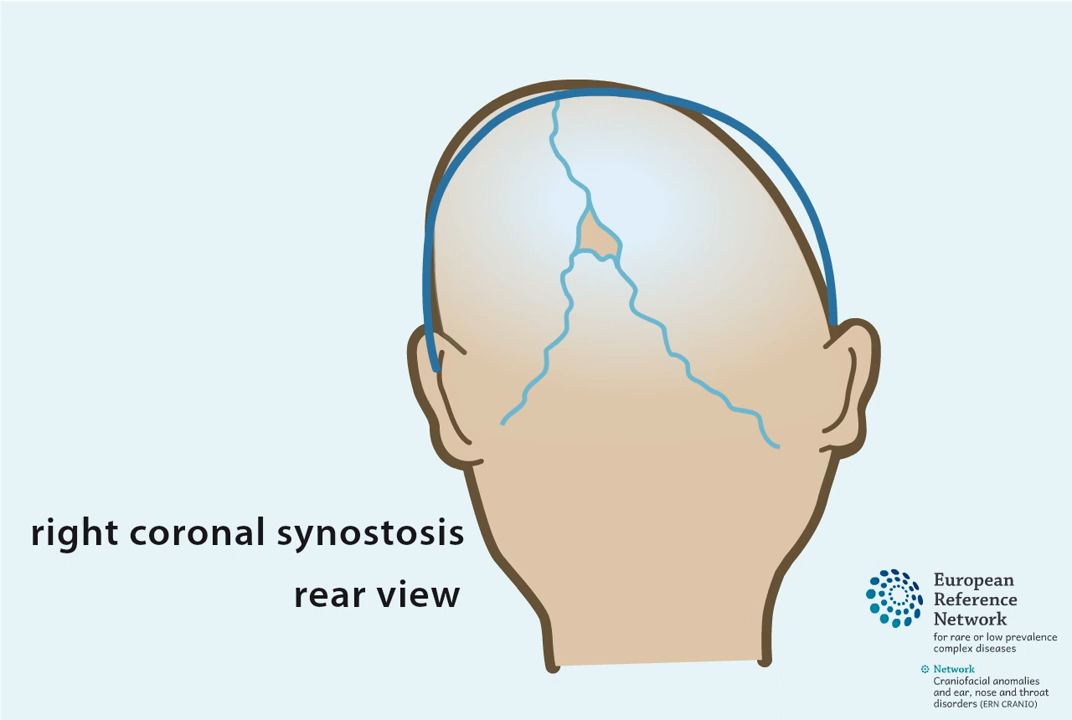 right coronal synostosis
rear view
European
Reference
Network
for rare or low prevalence
complex diseases
Network
Craniofacial anomalies
and ear, nose and throat
disorders (ERN CRANIO)